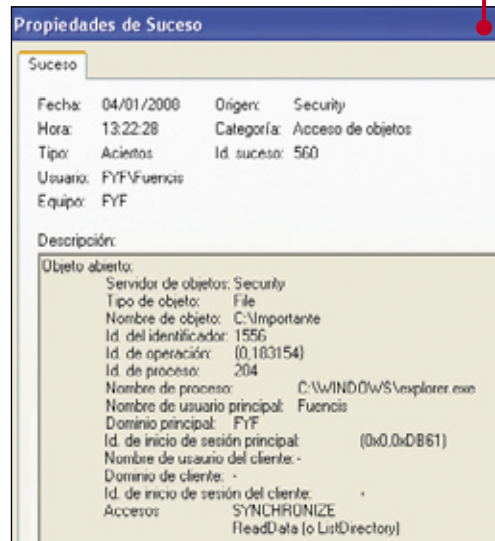 Propiedades de Suceso
Suceso
Fecha: 04/01/2008 Origen: Security
Hora: 13:22:28 Categoría: Acceso de objetos
Tipo: Aciertos Id. suceso: 560
Usuario: FYF\Fuencis
Equipo: FYF
Descripción:
Objeto abierto:
Servidor de objetos: Security
Tipo de objeto: File
Nombre de objeto: C:\Importante
Id. del identificador: 1556
Id. de operación: {0,183154}
Id. de proceso: 204
Nombre de proceso: C:\WINDOWS\explorer.exe
Nombre de usuario principal: Fuencis
Dominio principal: FYF
Id. de inicio de sesión principal: (0x0,0xDB61)
Nombre de usaurio del cliente: -
Dominio de cliente: -
Id. de inicio de sesión del cliente: -
Accesos SYNCHRONIZE
ReadData (o ListDirectory)